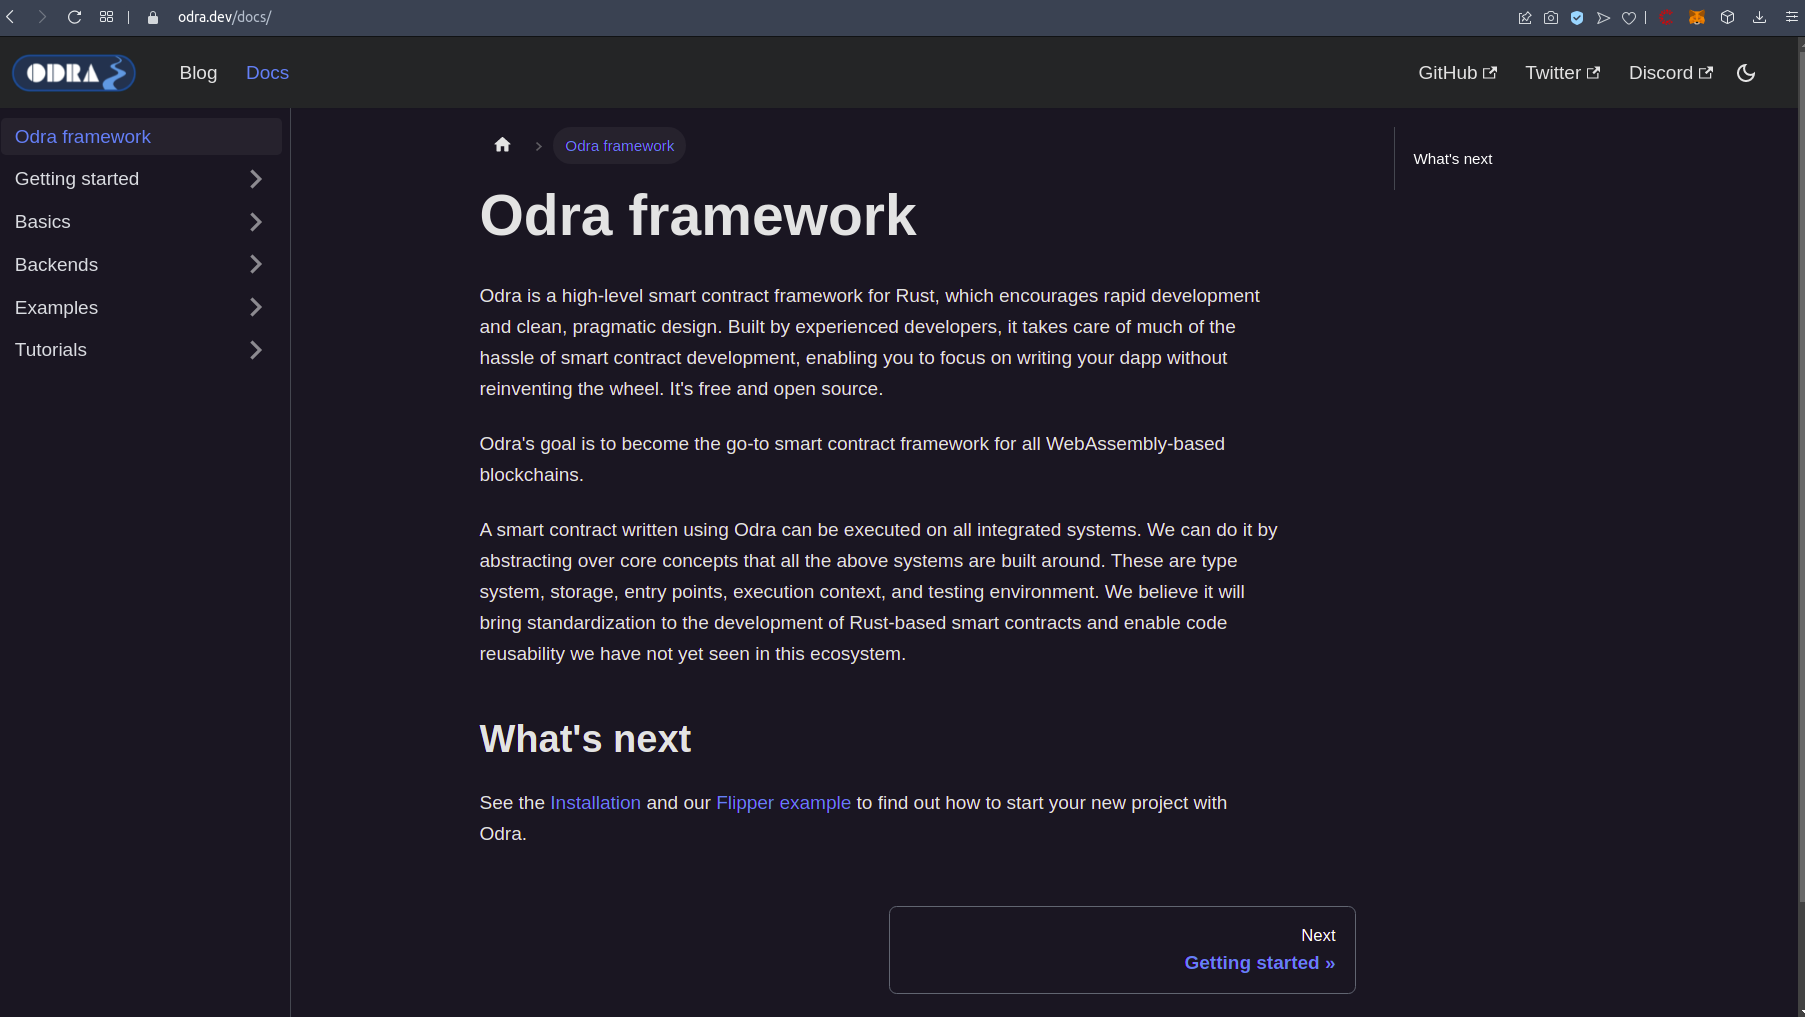 odra.dev/docs/
ODRA
Blog
Docs
GitHub
Twitter
Discord
Odra framework
Getting started
Basics
Backends
Examples
Tutorials
Odra framework
What's next
Odra framework
Odra is a high-level smart contract framework for Rust, which encourages rapid development
and clean, pragmatic design. Built by experienced developers, it takes care of much of the
hassle of smart contract development, enabling you to focus on writing your dapp without
reinventing the wheel. It's free and open source.
Odra's goal is to become the go-to smart contract framework for all WebAssembly-based
blockchains.
A smart contract written using Odra can be executed on all integrated systems. We can do it by
abstracting over core concepts that all the above systems are built around. These are type
system, storage, entry points, execution context, and testing environment. We believe it will
bring standardization to the development of Rust-based smart contracts and enable code
reusability we have not yet seen in this ecosystem.
What's next
See the Installation and our Flipper example to find out how to start your new project with
Odra.
Next
Getting started »